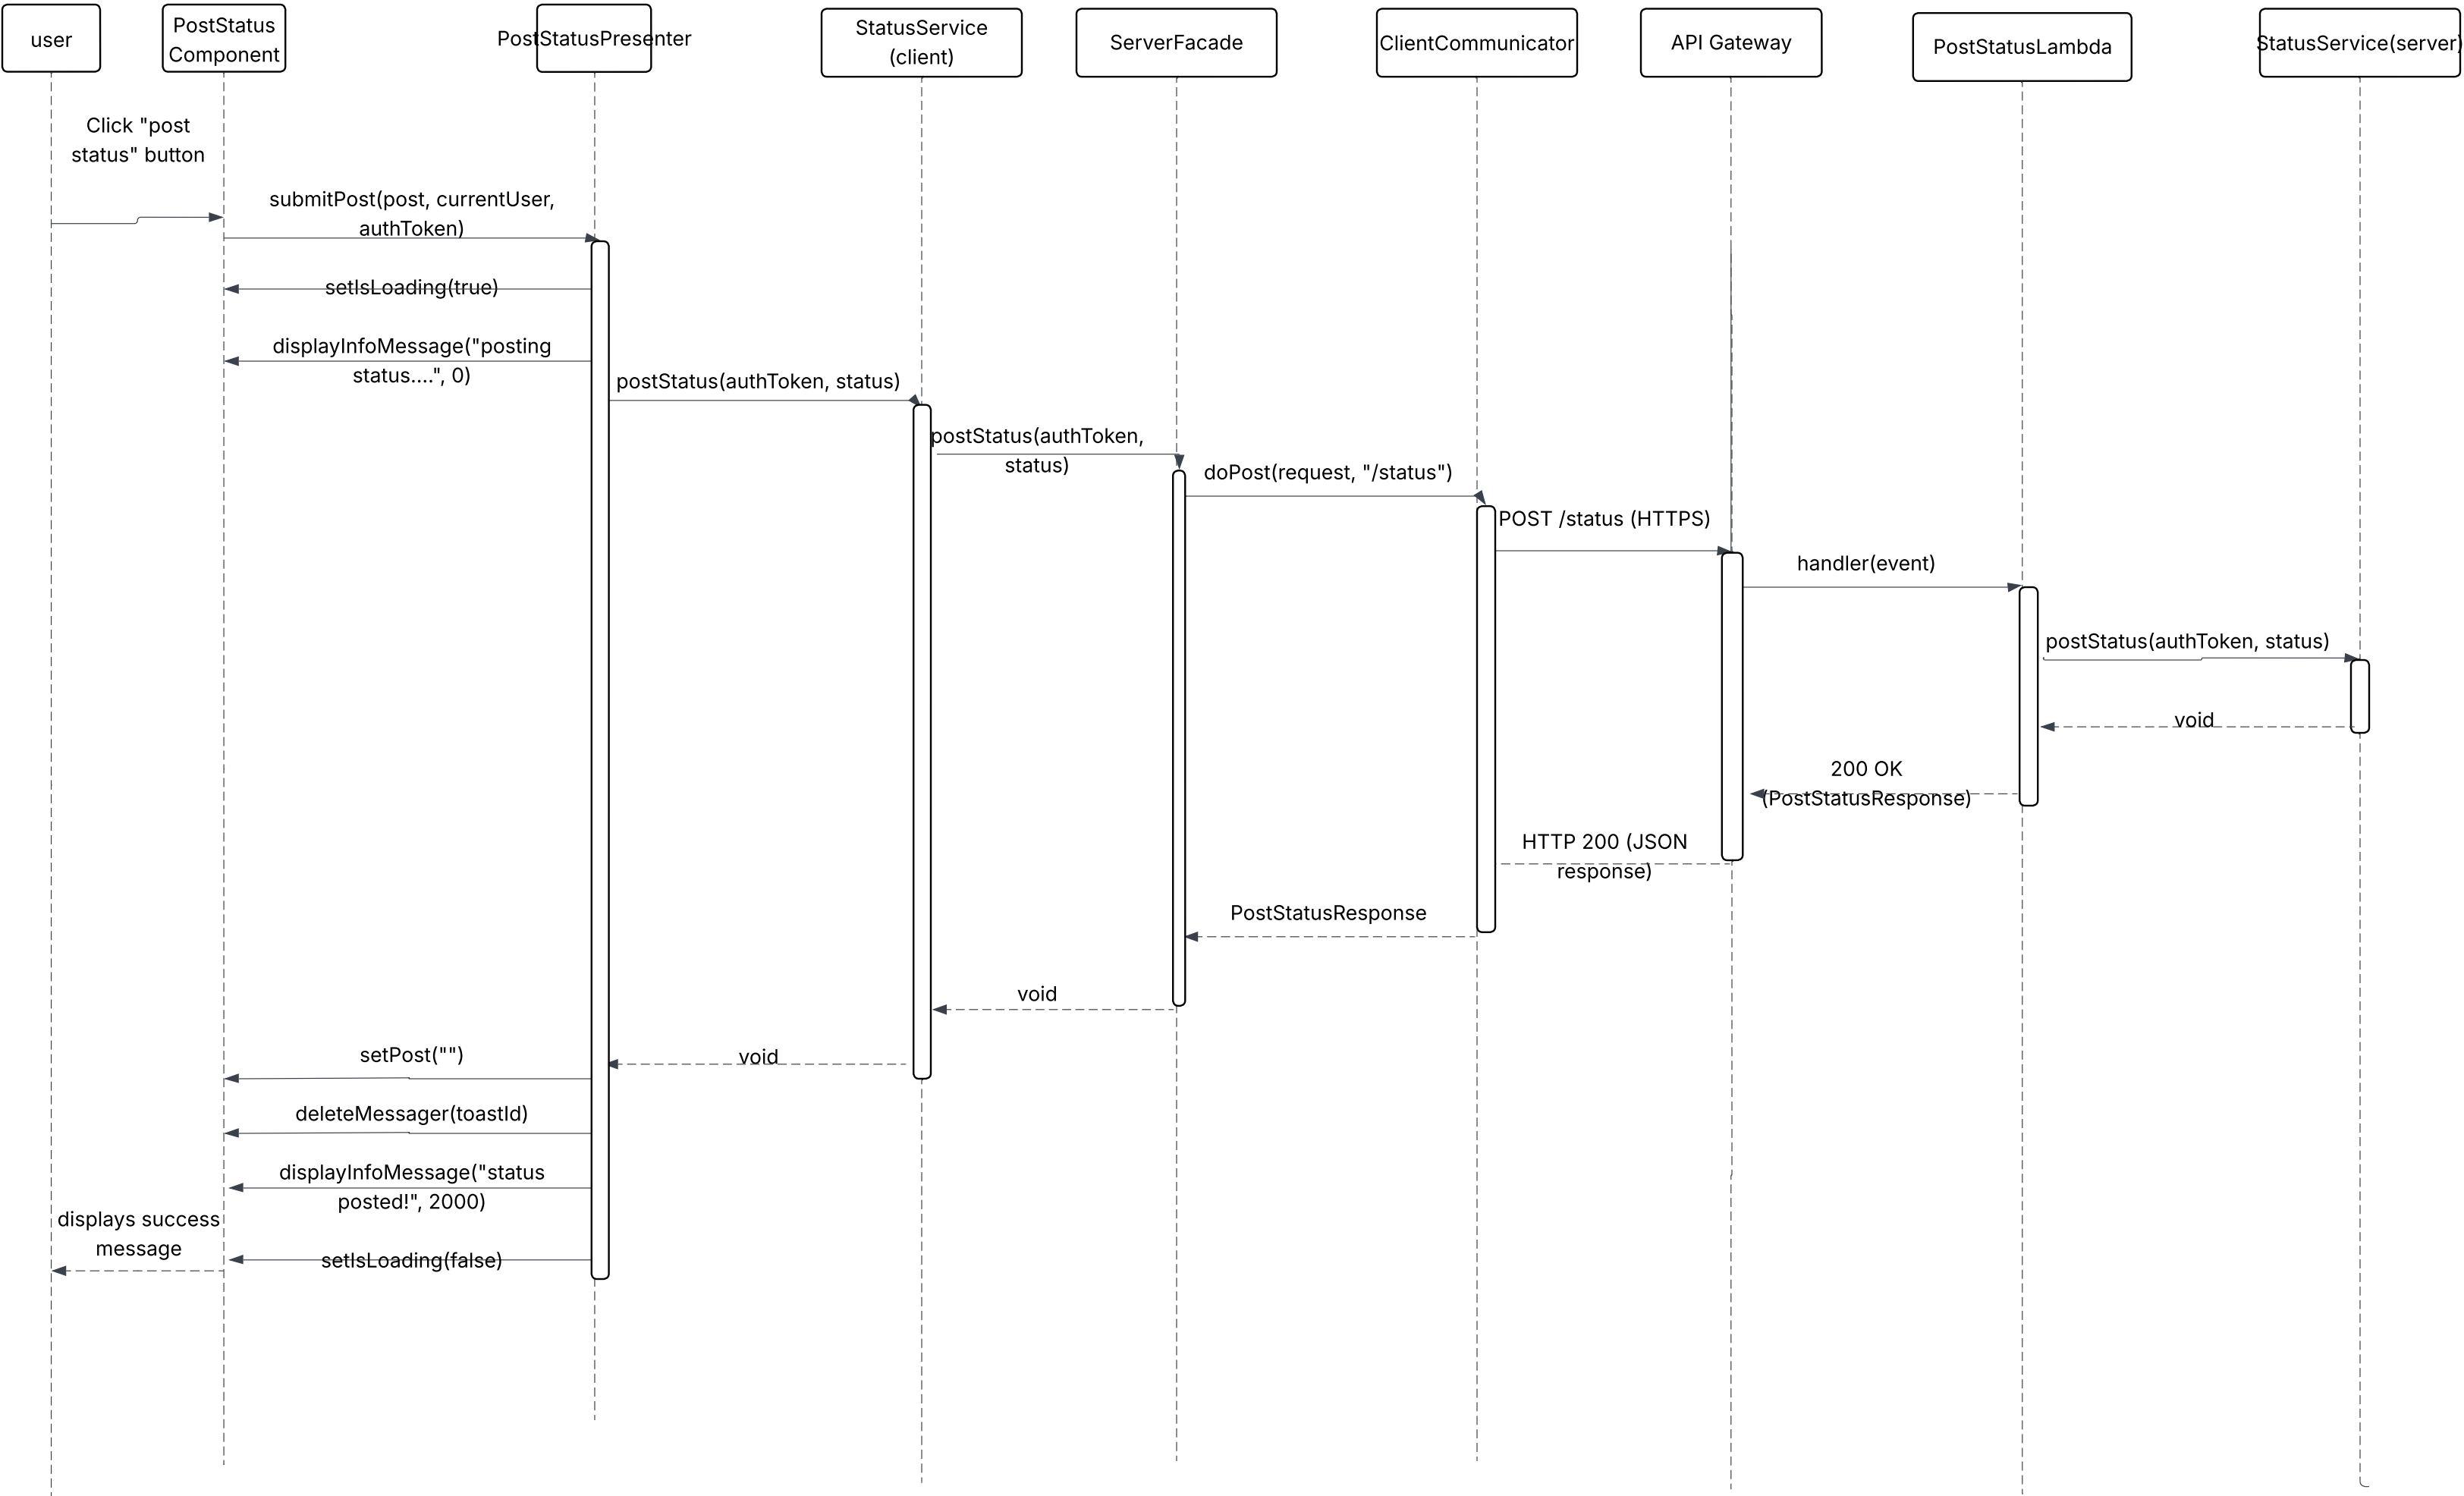 user
PostStatus
Component
PostStatusPresenter
StatusService
(client)
ServerFacade
ClientCommunicator
API Gateway
PostStatusLambda
StatusService(server)
Click "post
status" button
submitPost(post, currentUser,
authToken)
setIsLoading(true)
displayInfoMessage("posting
status....", 0)
postStatus(authToken, status)
postStatus(authToken,
status)
doPost(request, "/status")
POST /status (HTTPS)
handler(event)
postStatus(authToken, status)
void
200 OK
(PostStatusResponse)
HTTP 200 (JSON
response)
PostStatusResponse
void
void
setPost("")
deleteMessager(toastId)
displayInfoMessage("status
posted!", 2000)
displays success
message
setIsLoading(false)